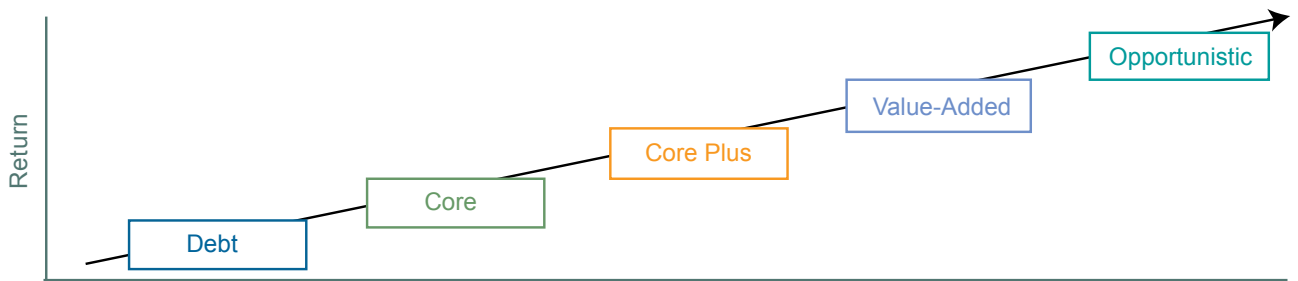 Opportunistic
Value-Added
Core Plus
Core
Debt
Return